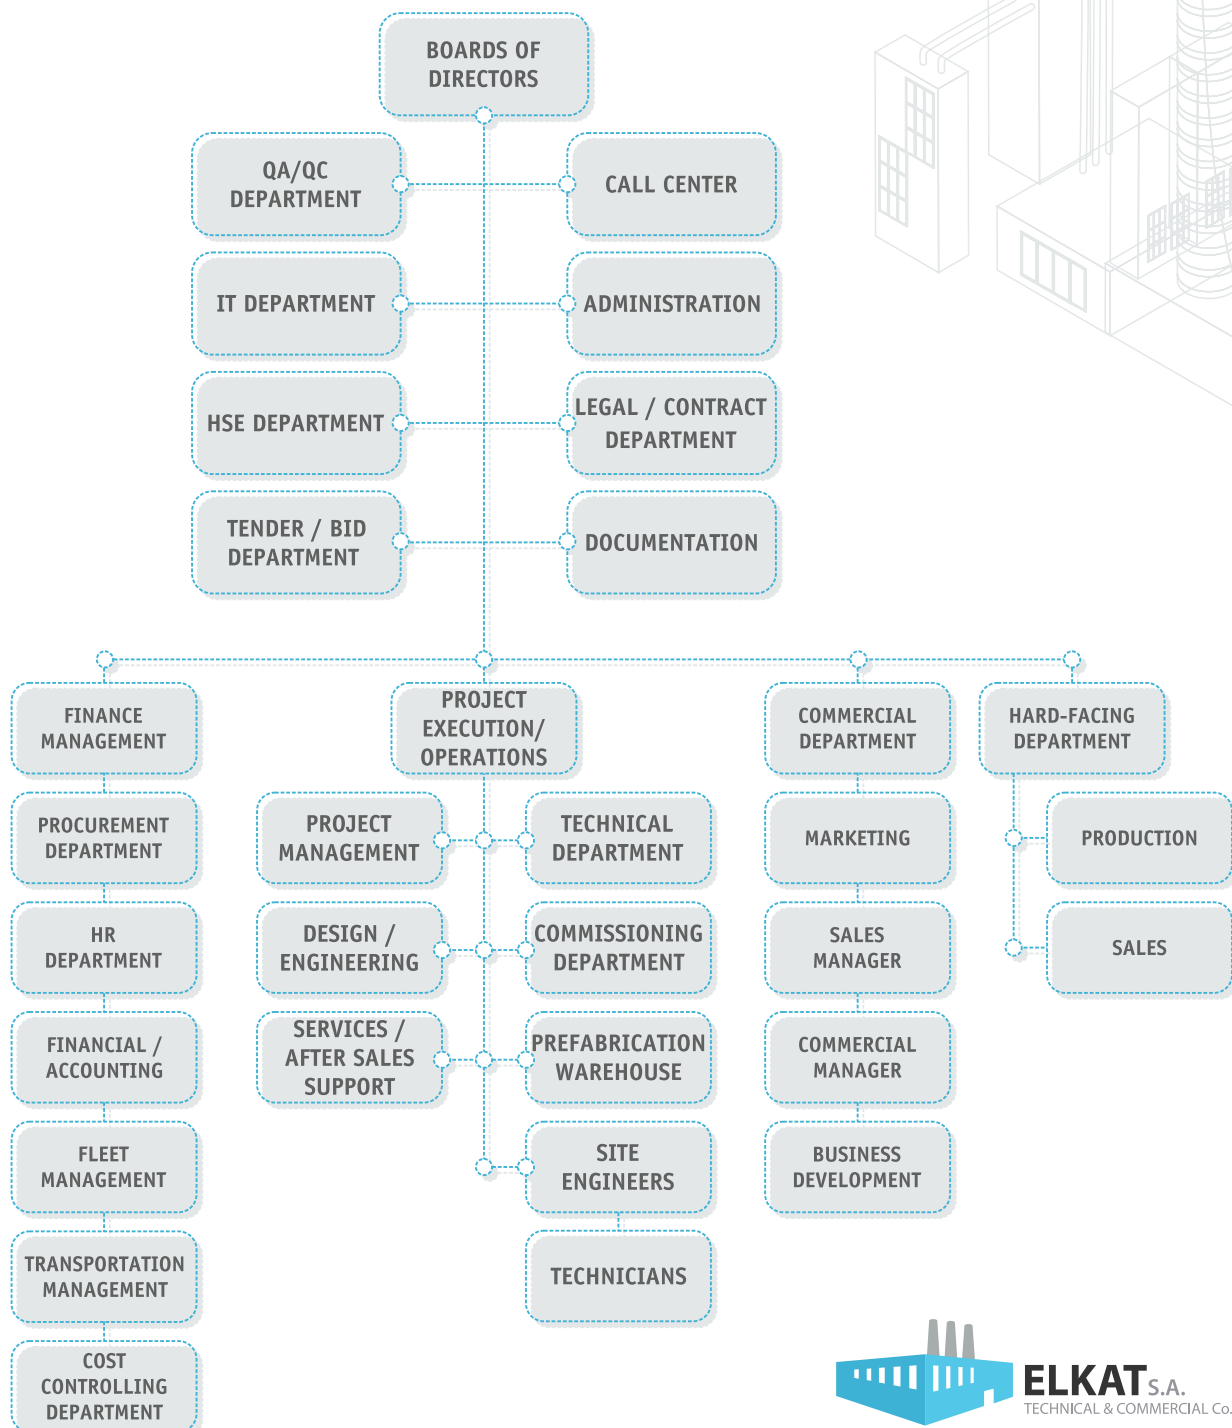 BOARDS OF
DIRECTORS
QA/QC
DEPARTMENT
CALL CENTER
IT DEPARTMENT
ADMINISTRATION
HSE DEPARTMENT
LEGAL / CONTRACT
DEPARTMENT
TENDER / BID
DEPARTMENT
DOCUMENTATION
FINANCE
MANAGEMENT
PROJECT
EXECUTION/
OPERATIONS
COMMERCIAL
DEPARTMENT
HARD-FACING
DEPARTMENT
PROCUREMENT
DEPARTMENT
PROJECT
MANAGEMENT
TECHNICAL
DEPARTMENT
MARKETING
PRODUCTION
HR
DEPARTMENT
DESIGN /
ENGINEERING
COMMISSIONING
DEPARTMENT
SALES
MANAGER
SALES
FINANCIAL /
ACCOUNTING
SERVICES /
AFTER SALES
SUPPORT
PREFABRICATION
WAREHOUSE
COMMERCIAL
MANAGER
FLEET
MANAGEMENT
SITE
ENGINEERS
BUSINESS
DEVELOPMENT
TRANSPORTATION
MANAGEMENT
TECHNICIANS
COST
CONTROLLING
DEPARTMENT
ELKAT S.A.
TECHNICAL & COMMERCIAL Co.